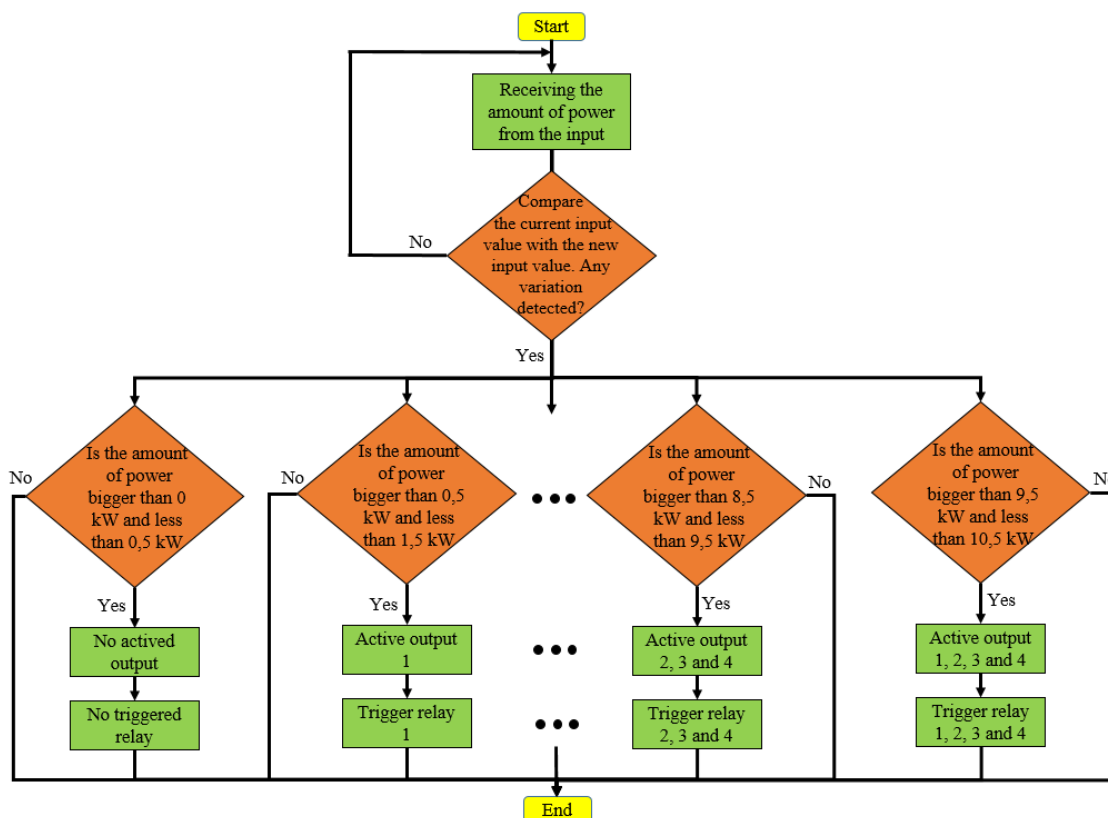 Start
Receiving the
amount of power
from the input
Compare
the current input
value with the new
input value. Any
variation
detected?
No
Yes
No
Is the amount
of power
bigger than 0
kW and less
than 0,5 kW
Yes
No actived
output
No triggered
relay
No
Is the amount
of power
bigger than 0,5
kW and less
than 1,5 kW
Yes
Active output
1
Trigger relay
1
Is the amount
of power
bigger than 8,5
kW and less
than 9,5 kW
No
Yes
Active output
2, 3 and 4
Trigger relay
2, 3 and 4
Is the amount
of power
bigger than 9,5
kW and less
than 10,5 kW
No
Yes
Active output
1, 2, 3 and 4
Trigger relay
1, 2, 3 and 4
End